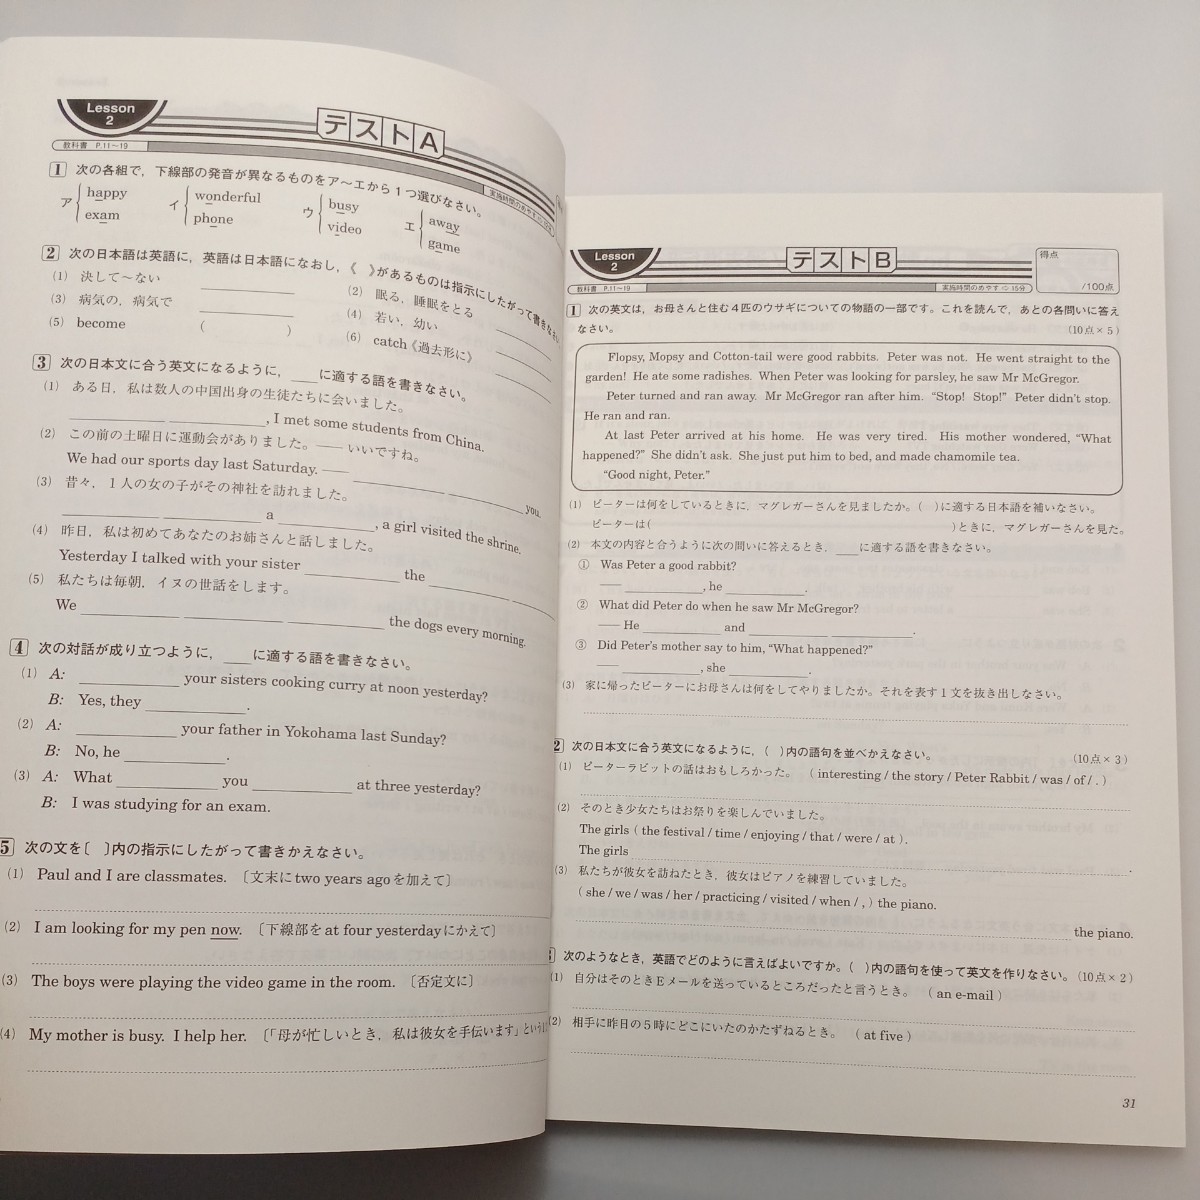 Lesson
2
テストA
教科書 P.11～19
1 次の各組で，下線部の発音が異なるものをア～エから1つ選びなさい。
ア happy exam
イ wonderful phone
ウ busy video
エ away game
2 次の日本語は英語に，英語は日本語になおし，《 》があるものは指示にしたがって書きなさい
(1) 決して～ない
(2) 眠る，睡眠をとる
(3) 病気の，病気で
(4) 若い，幼い
(5) become ( )
(6) catch《過去形に》
3 次の日本文に合う英文になるように，____に適する語を書きなさい。
(1) ある日，私は数人の中国出身の生徒たちに会いました。
____ ____, I met some students from China.
(2) この前の土曜日に運動会がありました。── いいですね。
We had our sports day last Saturday. ── ____ ____ you.
(3) 昔々，1人の女の子がその神社を訪れました。
____ ____ a ____, a girl visited the shrine.
(4) 昨日，私は初めてあなたのお姉さんと話しました。
Yesterday I talked with your sister ____ the ____ ____
(5) 私たちは毎朝，イヌの世話をします。
We ____ ____ ____ the dogs every morning.
4 次の対話が成り立つように，____に適する語を書きなさい。
(1) A: ____ your sisters cooking curry at noon yesterday?
B: Yes, they ____.
(2) A: ____ your father in Yokohama last Sunday?
B: No, he ____.
(3) A: What ____ you ____ at three yesterday?
B: I was studying for an exam.
5 次の文を〔 〕内の指示にしたがって書きかえなさい。
(1) Paul and I are classmates. 〔文末にtwo years agoを加えて〕
(2) I am looking for my pen now. 〔下線部をat four yesterdayにかえて〕
(3) The boys were playing the video game in the room. 〔否定文に〕
(4) My mother is busy. I help her. 〔「母が忙しいとき，私は彼女を手伝います」という
Lesson
2
テストB
得点
/100点
教科書 P.11～19
実施時間のめやす⇨15分
1 次の英文は，お母さんと住む4匹のウサギについての物語の一部です。これを読んで，あとの各問いに答え
なさい。 (10点×5)
Flopsy, Mopsy and Cotton-tail were good rabbits. Peter was not. He went straight to the
garden! He ate some radishes. When Peter was looking for parsley, he saw Mr McGregor.
Peter turned and ran away. Mr McGregor ran after him. “Stop! Stop!” Peter didn't stop.
He ran and ran.
At last Peter arrived at his home. He was very tired. His mother wondered, “What
happened?” She didn't ask. She just put him to bed, and made chamomile tea.
“Good night, Peter.”
(1) ピーターは何をしているときに，マグレガーさんを見ましたか。( )に適する日本語を補いなさい。
ピーターは( )ときに，マグレガーさんを見た。
(2) 本文の内容と合うように次の問いに答えるとき，____に適する語を書きなさい。
① Was Peter a good rabbit?
── ____, he ____.
② What did Peter do when he saw Mr McGregor?
── He ____ and ____ ____.
③ Did Peter's mother say to him, “What happened?”
── ____, she ____.
(3) 家に帰ったピーターにお母さんは何をしてやりましたか。それを表す1文を抜き出しなさい。
2 次の日本文に合う英文になるように，( )内の語句を並べかえなさい。 (10点×3)
(1) ピーターラビットの話はおもしろかった。 ( interesting / the story / Peter Rabbit / was / of / . )
(2) そのとき少女たちはお祭りを楽しんでいました。
The girls ( the festival / time / enjoying / that / were / at ).
The girls .
(3) 私たちが彼女を訪ねたとき，彼女はピアノを練習していました。
( she / we / was / her / practicing / visited / when / , ) the piano.
the piano.
次のようなとき，英語でどのように言えばよいですか。( )内の語句を使って英文を作りなさい。(10点×2)
(1) 自分はそのときEメールを送っているところだったと言うとき。 ( an e-mail )
(2) 相手に昨日の5時にどこにいたのかたずねるとき。 ( at five )
31